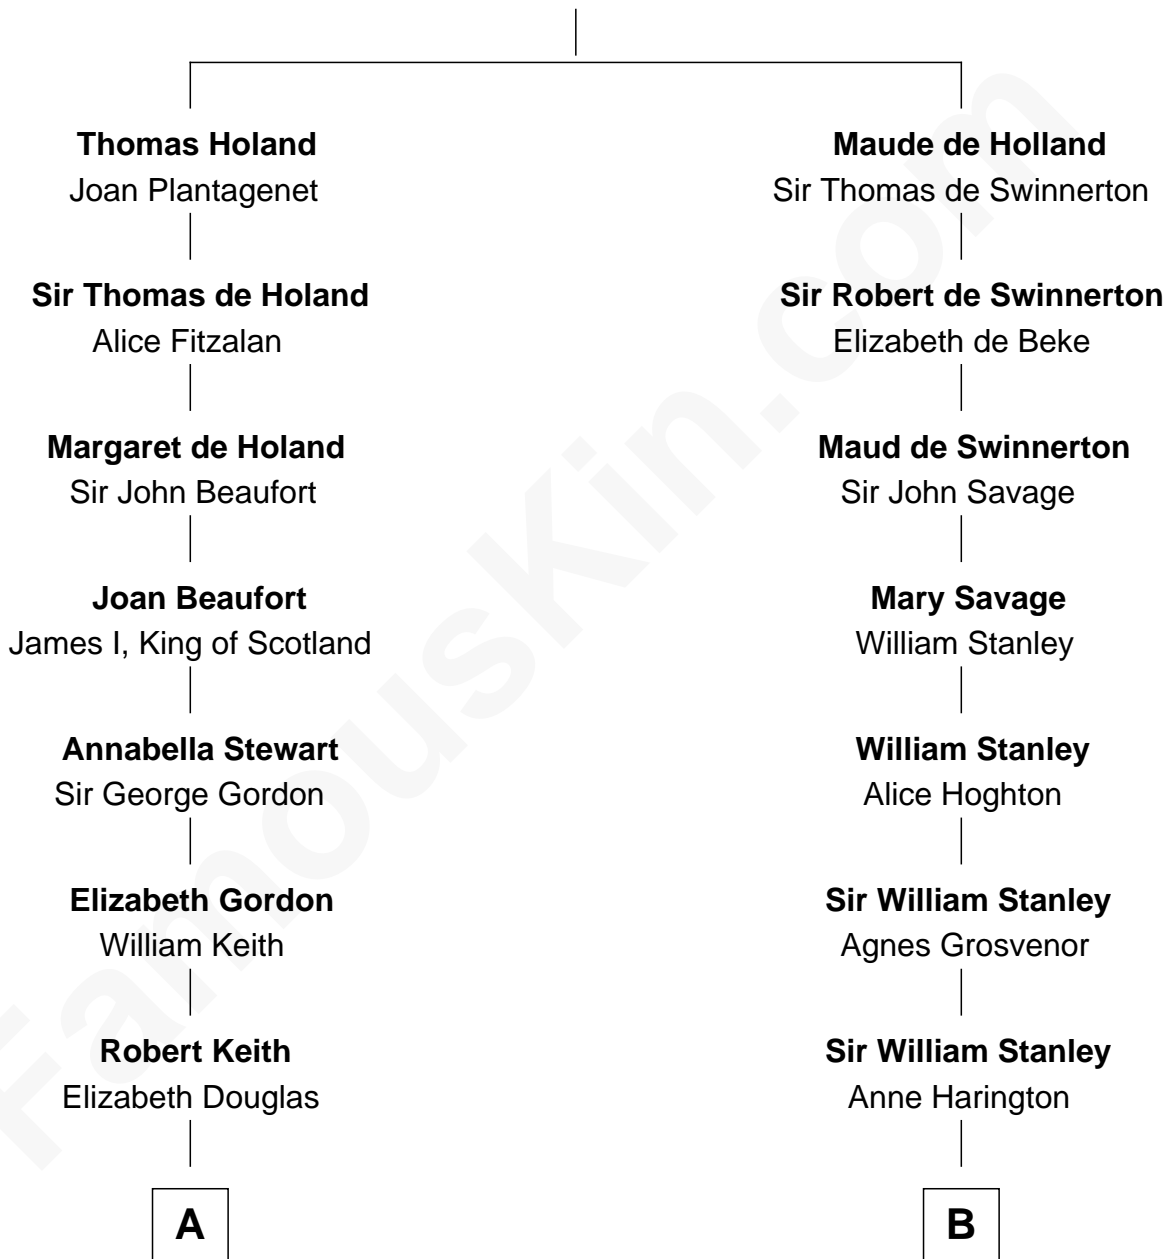 Thomas Holand
Joan Plantagenet
Sir Thomas de Holand
Alice Fitzalan
Margaret de Holand
Sir John Beaufort
Joan Beaufort
James I, King of Scotland
Annabella Stewart
Sir George Gordon
Elizabeth Gordon
William Keith
Robert Keith
Elizabeth Douglas
A
Maude de Holland
Sir Thomas de Swinnerton
Sir Robert de Swinnerton
Elizabeth de Beke
Maud de Swinnerton
Sir John Savage
Mary Savage
William Stanley
William Stanley
Alice Hoghton
Sir William Stanley
Agnes Grosvenor
Sir William Stanley
Anne Harington
B
FamousKin.com